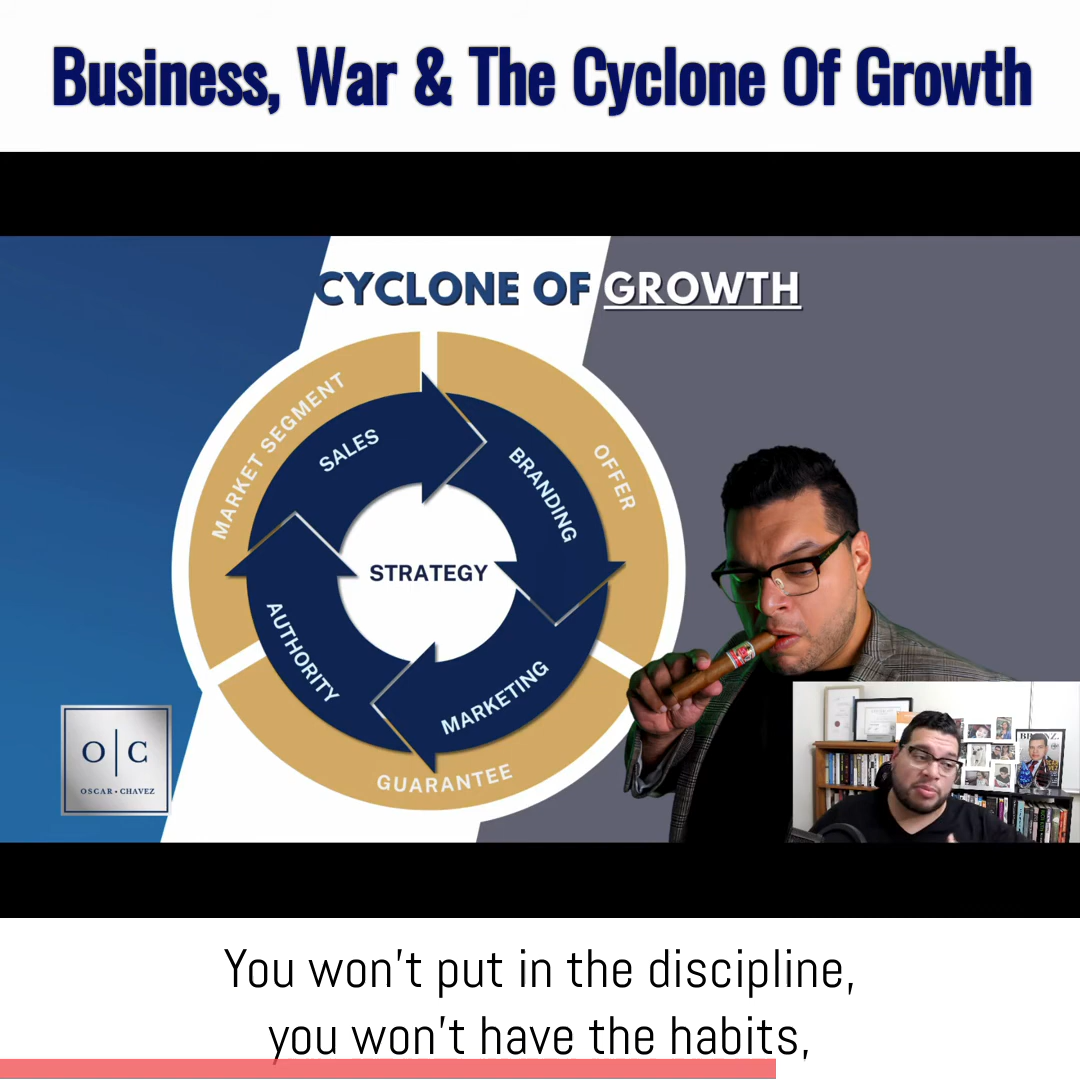 Business, War & The Cyclone Of Growth
CYCLONE OF GROWTH
MARKET SEGMENT
OFFER
SALES
BRANDING
STRATEGY
AUTHORITY
MARKETING
GUARANTEE
O|C
OSCAR • CHAVEZ
You won't put in the discipline,
you won't have the habits,